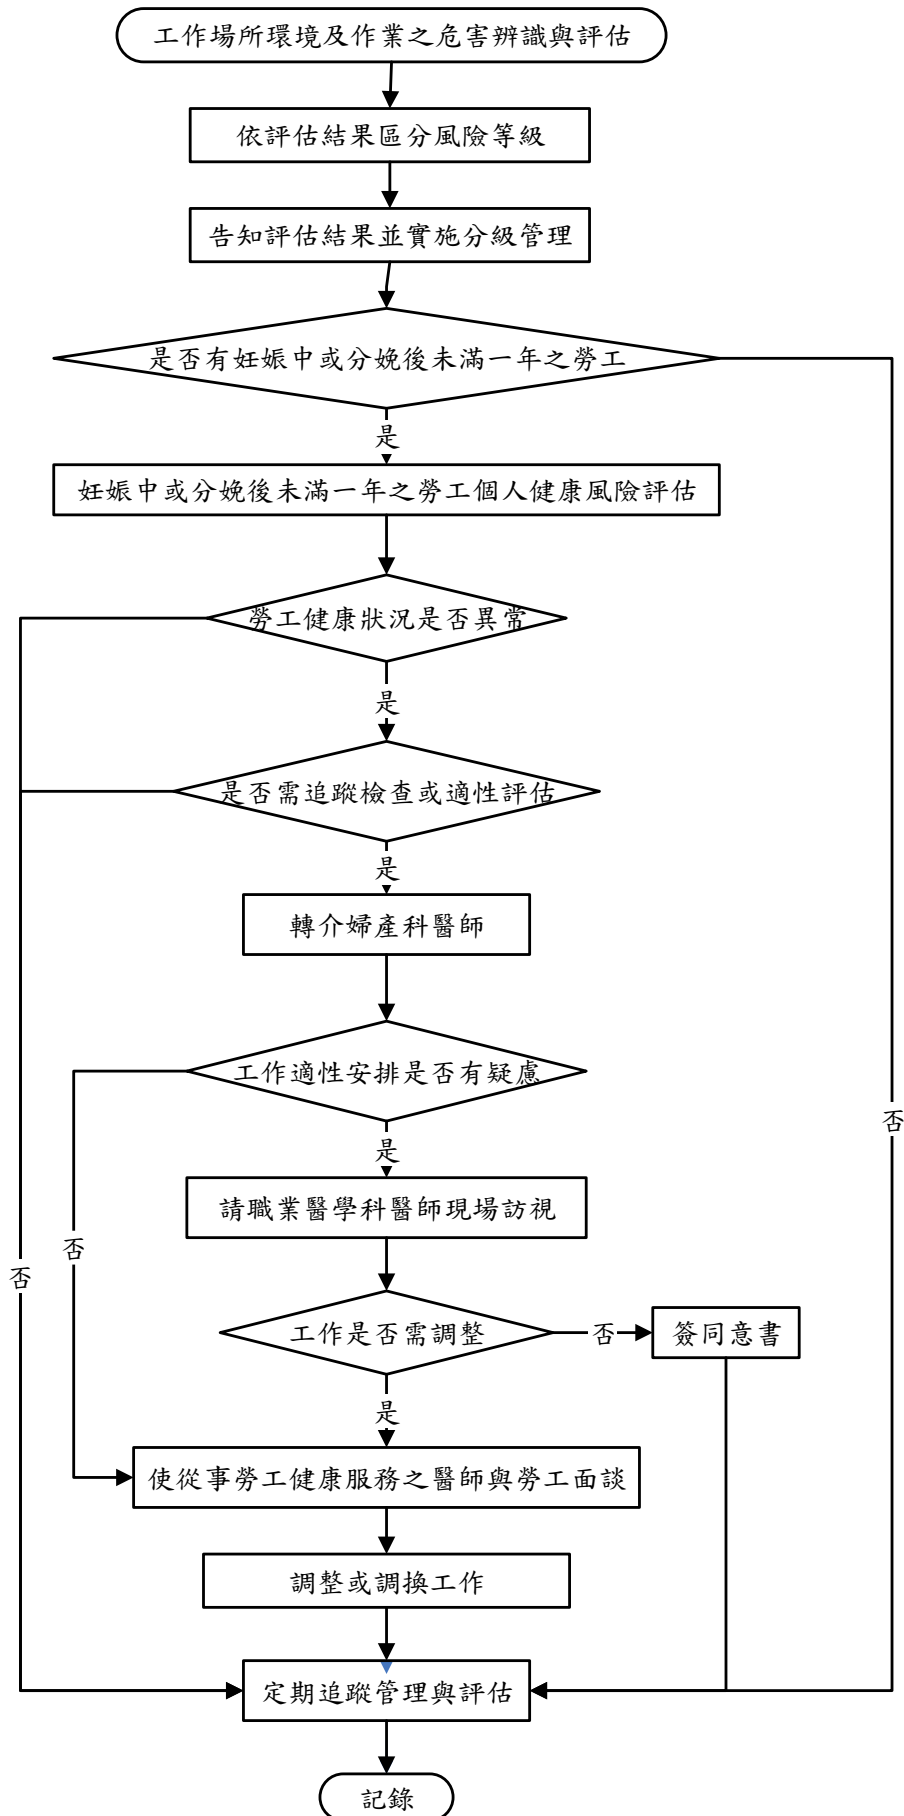 工作場所環境及作業之危害辨識與評估
依評估結果區分風險等級
告知評估結果並實施分級管理
是否有妊娠中或分娩後未滿一年之勞工
是
妊娠中或分娩後未滿一年之勞工個人健康風險評估
勞工健康狀況是否異常
是
是否需追蹤檢查或適性評估
是
轉介婦產科醫師
工作適性安排是否有疑慮
否
是
請職業醫學科醫師現場訪視
否
否
工作是否需調整
否
簽同意書
是
使從事勞工健康服務之醫師與勞工面談
調整或調換工作
定期追蹤管理與評估
記錄